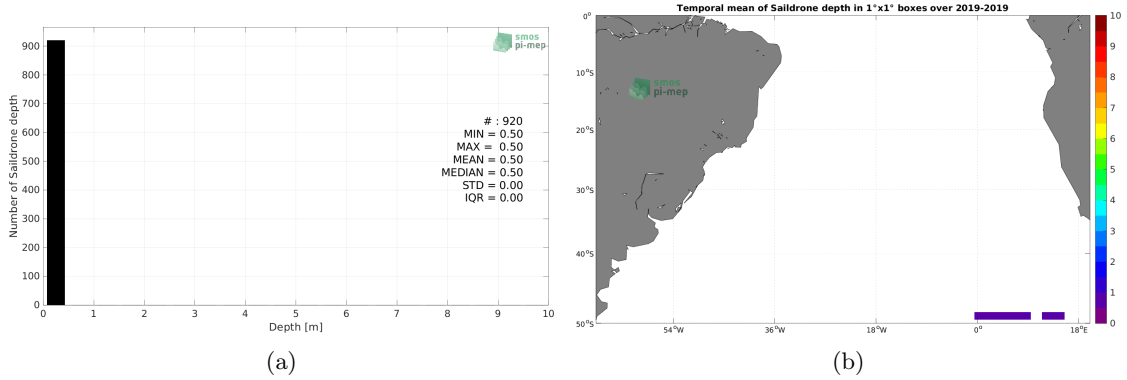 Number of Saildrone depth
900
800
700
600
500
400
300
200
100
0
0 1 2 3 4 5 6 7 8 9 10
Depth [m]
smos
pi-mep
# : 920
MIN = 0.50
MAX = 0.50
MEAN = 0.50
MEDIAN = 0.50
STD = 0.00
IQR = 0.00
(a)
Temporal mean of Saildrone depth in 1°x1° boxes over 2019-2019
0°
10°S
20°S
30°S
40°S
50°S
54°W 36°W 18°W 0° 18°E
smos
pi-mep
10
9
8
7
6
5
4
3
2
1
0
(b)